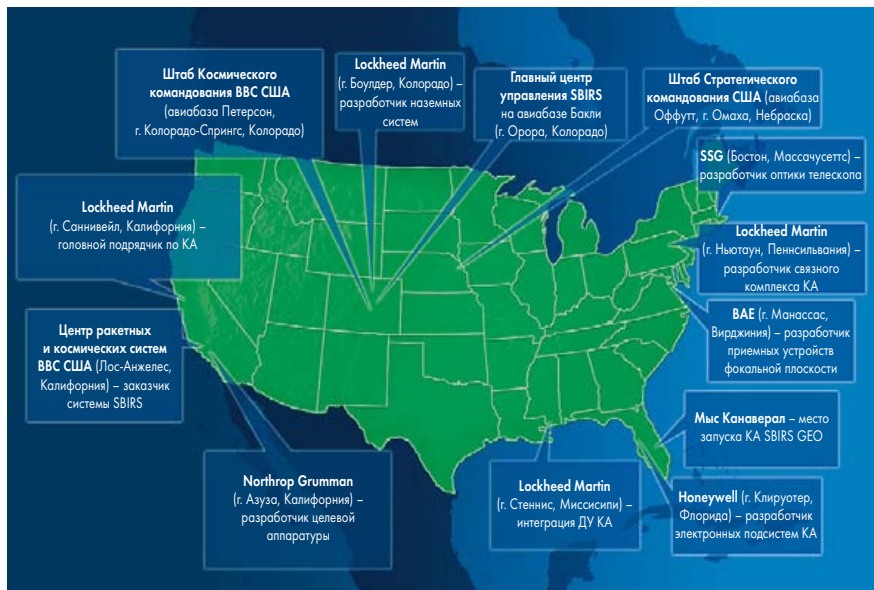 Штаб Космического
командования ВВС США
(авиабаза Петерсон,
г. Колорадо-Спрингс, Колорадо)
Lockheed Martin
(г. Боулдер, Колорадо) –
разработчик наземных
систем
Главный центр
управления SBIRS
на авиабазе Бакли
(г. Орора, Колорадо)
Штаб Стратегического
командования США (авиабаза
Оффутт, г. Омаха, Небраска)
SSG (Бостон, Массачусеттс) –
разработчик оптики телескопа
Lockheed Martin
(г. Саннивейл, Калифорния) –
головной подрядчик по КА
Lockheed Martin
(г. Ньютаун, Пеннсильвания) –
разработчик связного
комплекса КА
Центр ракетных
и космических систем
ВВС США (Лос-Анжелес,
Калифорния) – заказчик
системы SBIRS
BAE (г. Манассас,
Вирджиния) – разработчик
приемных устройств
фокальной плоскости
Мыс Канаверал – место
запуска КА SBIRS GEO
Northrop Grumman
(г. Азуза, Калифорния) –
разработчик целевой
аппаратуры
Lockheed Martin
(г. Стеннис, Миссисипи) –
интеграция ДУ КА
Honeywell (г. Клируотер,
Флорида) – разработчик
электронных подсистем КА